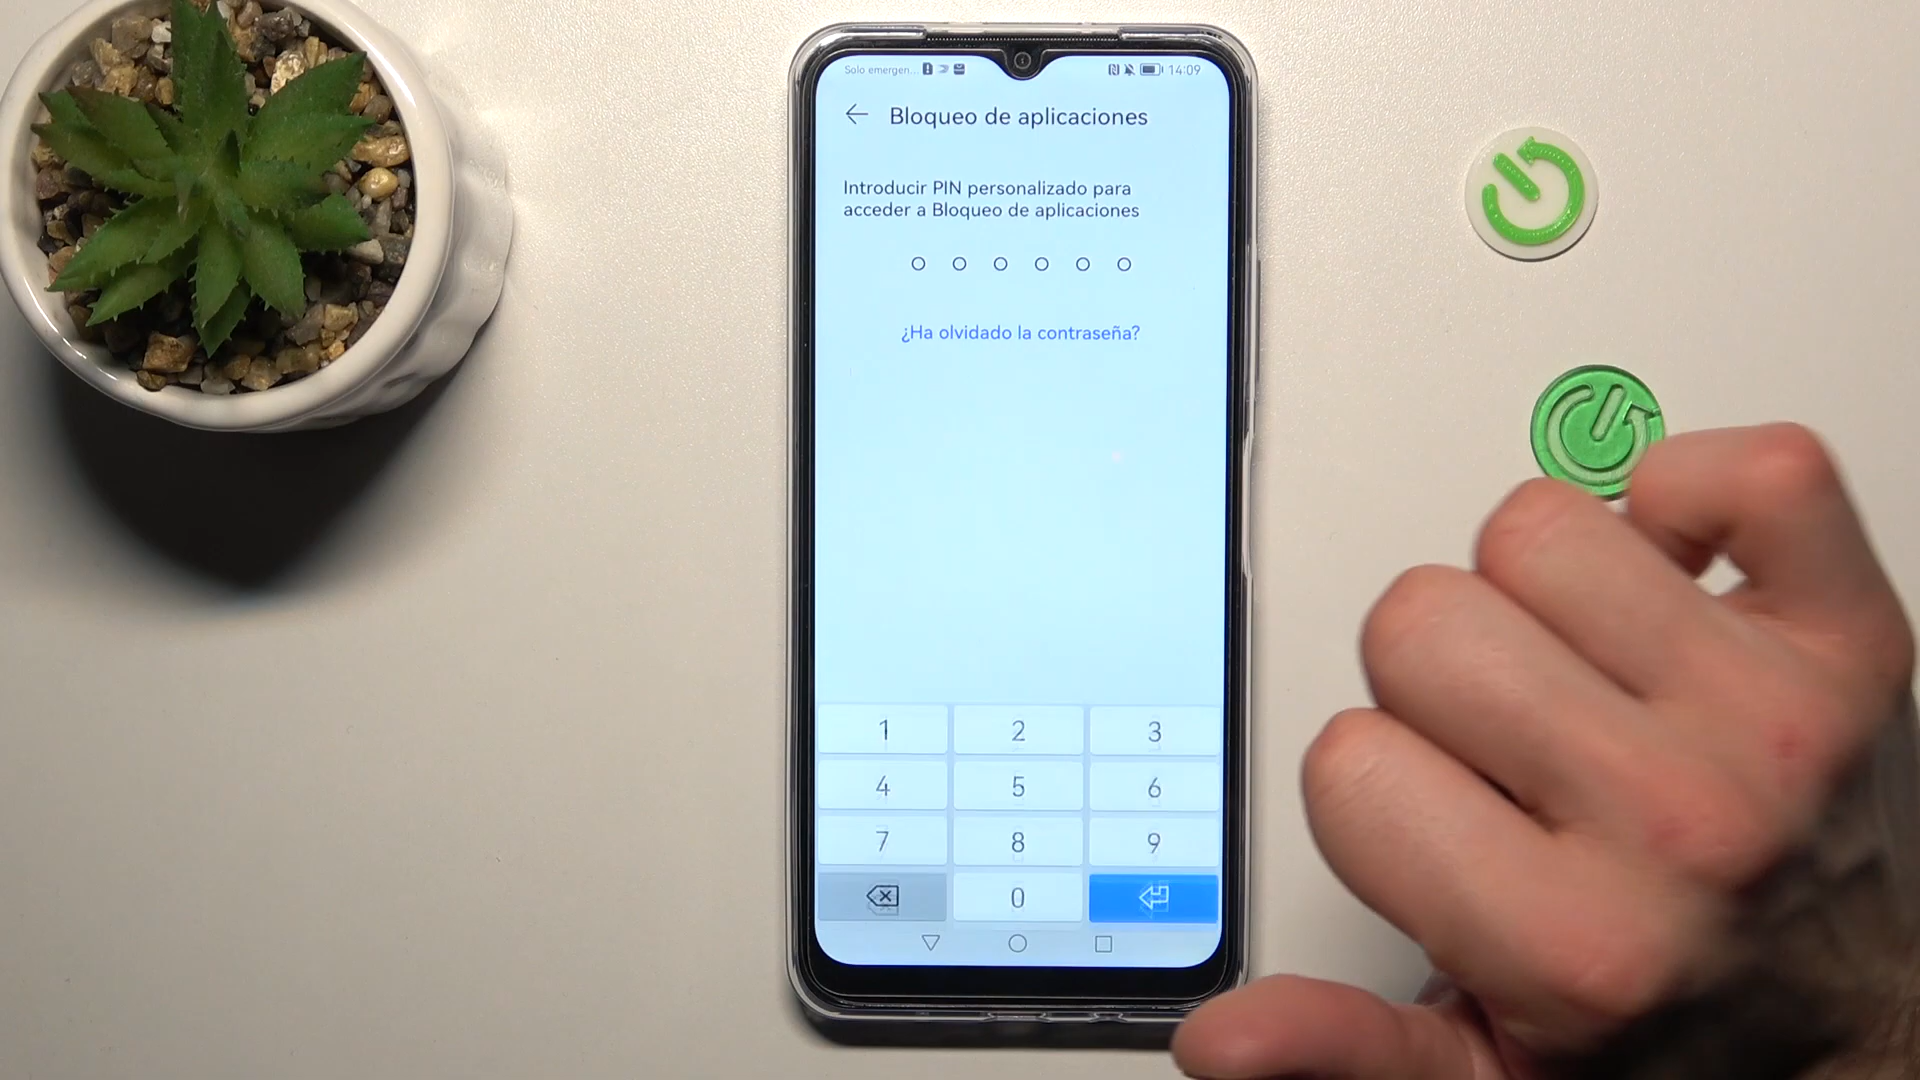 Solo emergen... 14:09
Bloqueo de aplicaciones
Introducir PIN personalizado para
acceder a Bloqueo de aplicaciones
¿Ha olvidado la contraseña?
1 2 3
4 5 6
7 8 9
0